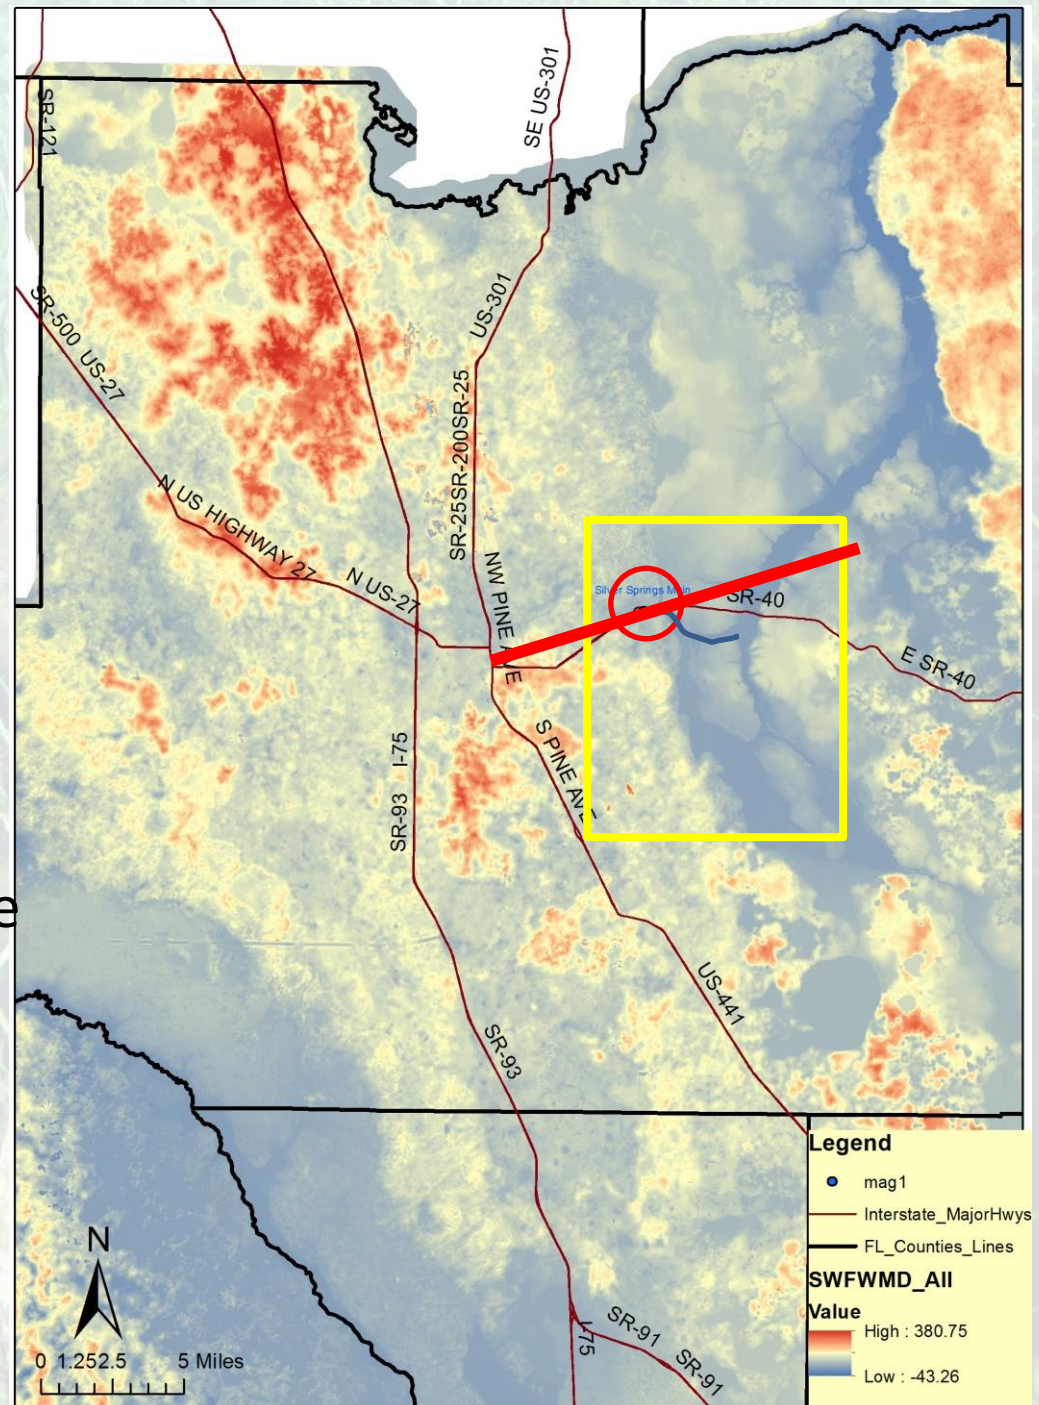 SE US-301
SR-121
US-301
SR-500 US-27
SR-25SR-200SR-25
N US HIGHWAY 27
N US-27
NW PINE AVE
Silver Springs Main
SR-40
E SR-40
S PINE AVE
I-75
SR-93
e
US-441
SR-93
Legend
mag1
Interstate_MajorHwys
FL_Counties_Lines
SWFWMD_All
Value
High : 380.75
Low : -43.26
N
0 1.252.5 5 Miles
I-75
SR-91
SR-91